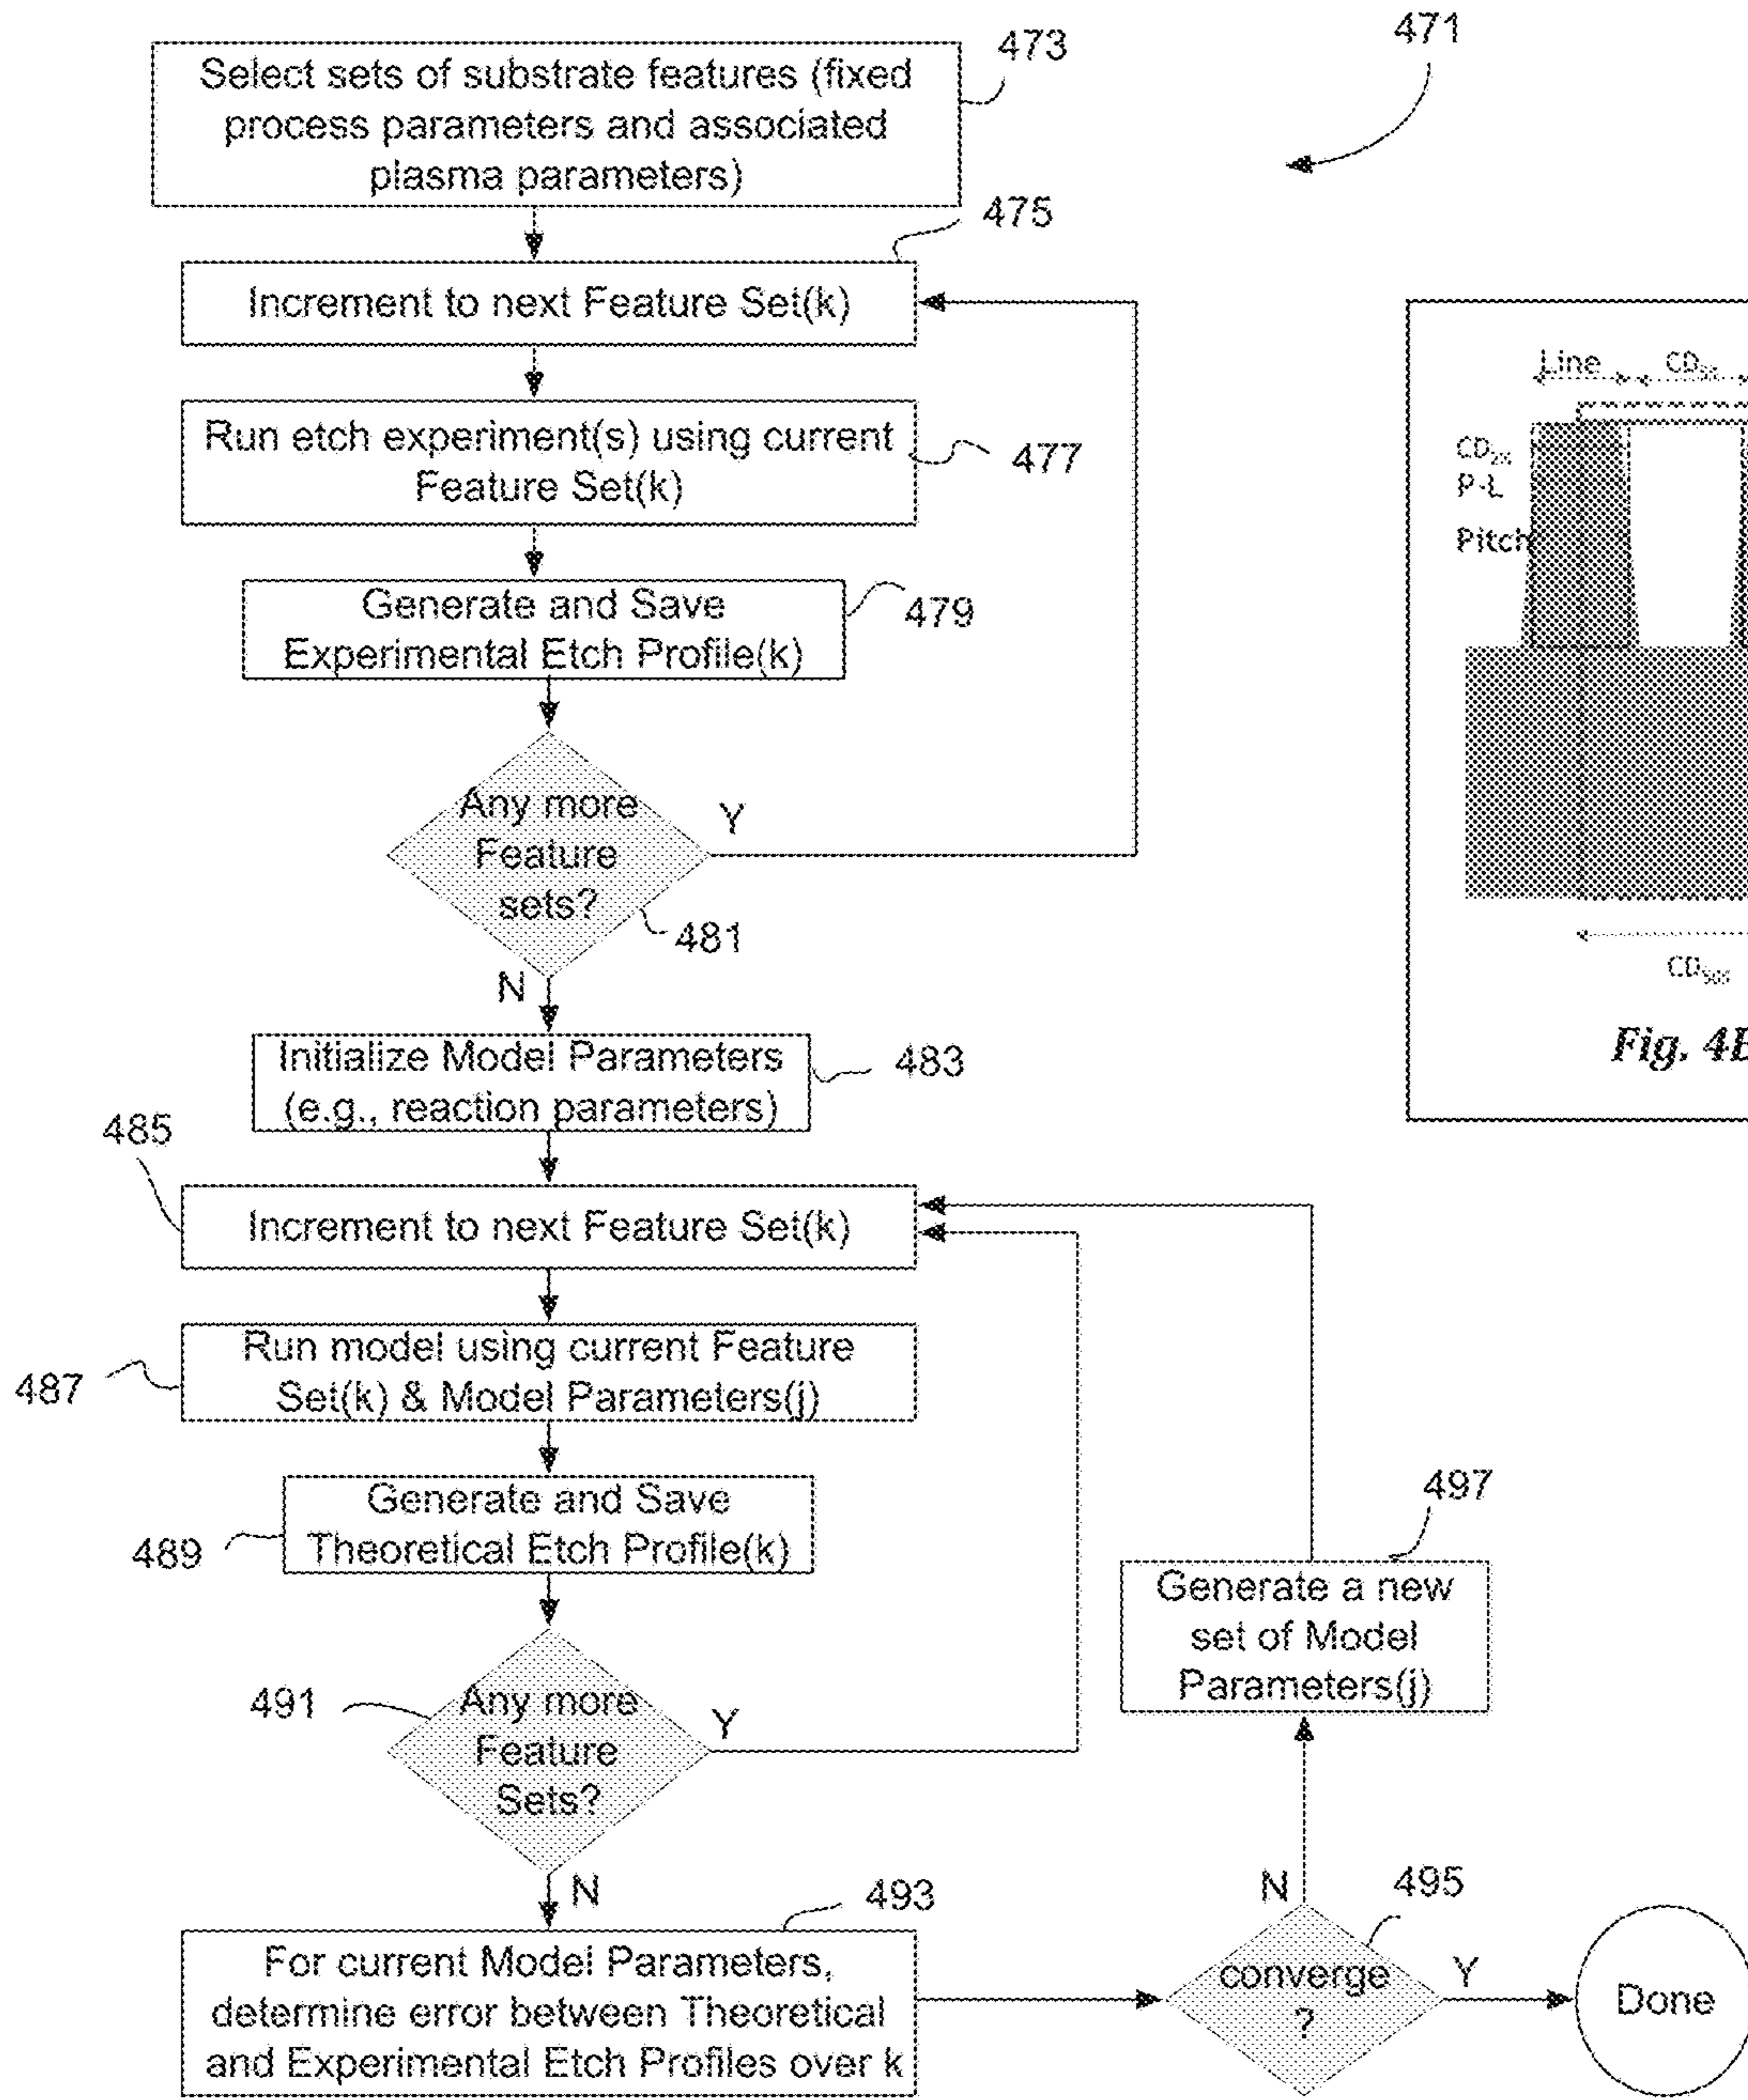 471
473
Select sets of substrate features (fixed
process parameters and associated
plasma parameters)
475
Increment to next Feature Set(k)
Run etch experiment(s) using current
Feature Set(k)
477
Generate and Save
Experimental Etch Profile(k)
479
Any more
Feature
sets?
Y
481
N
Initialize Model Parameters
(e.g., reaction parameters)
483
485
Increment to next Feature Set(k)
487
Run model using current Feature
Set(k) & Model Parameters(j)
489
Generate and Save
Theoretical Etch Profile(k)
491
Any more
Feature
Sets?
Y
N
493
For current Model Parameters,
determine error between Theoretical
and Experimental Etch Profiles over k
495
converge
?
N
Y
Done
497
Generate a new
set of Model
Parameters(j)
Line
P-L
Pitch
Fig.